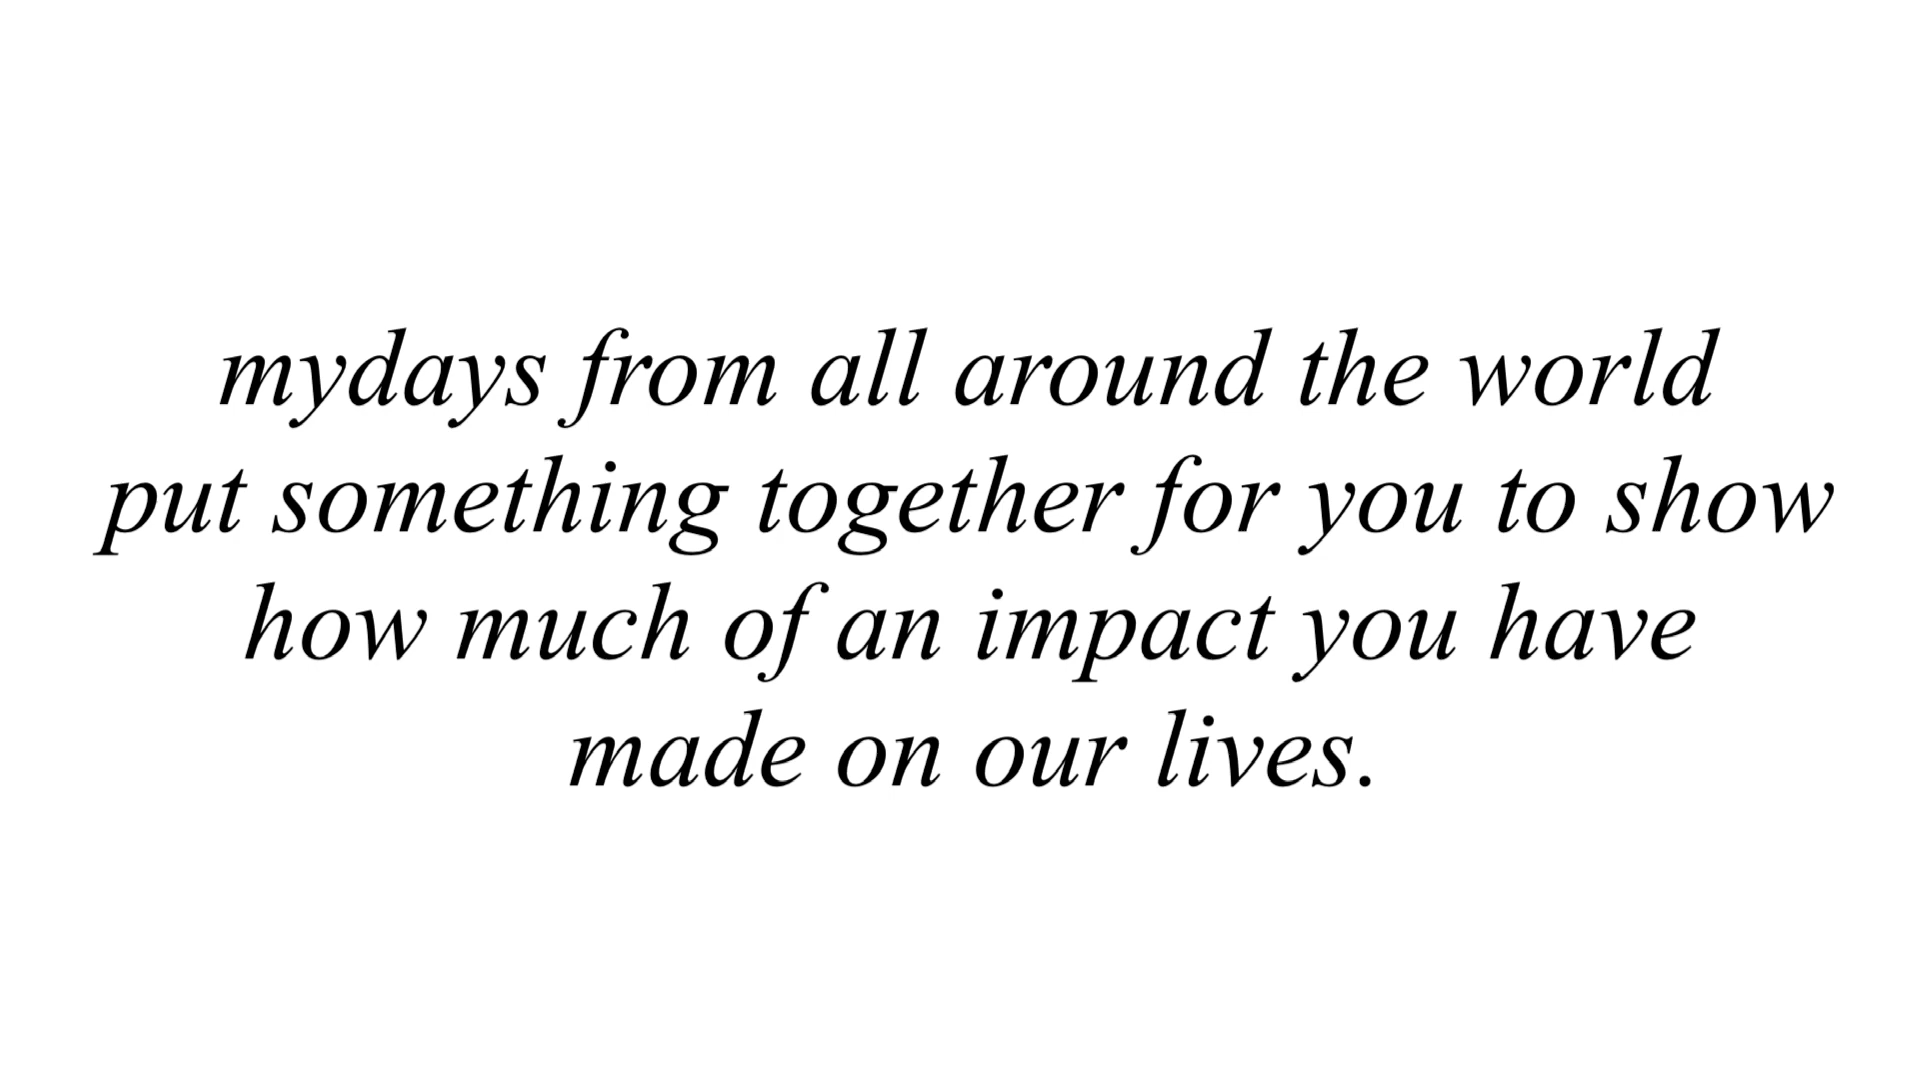 mydays from all around the world
put something together for you to show
how much of an impact you have
made on our lives.